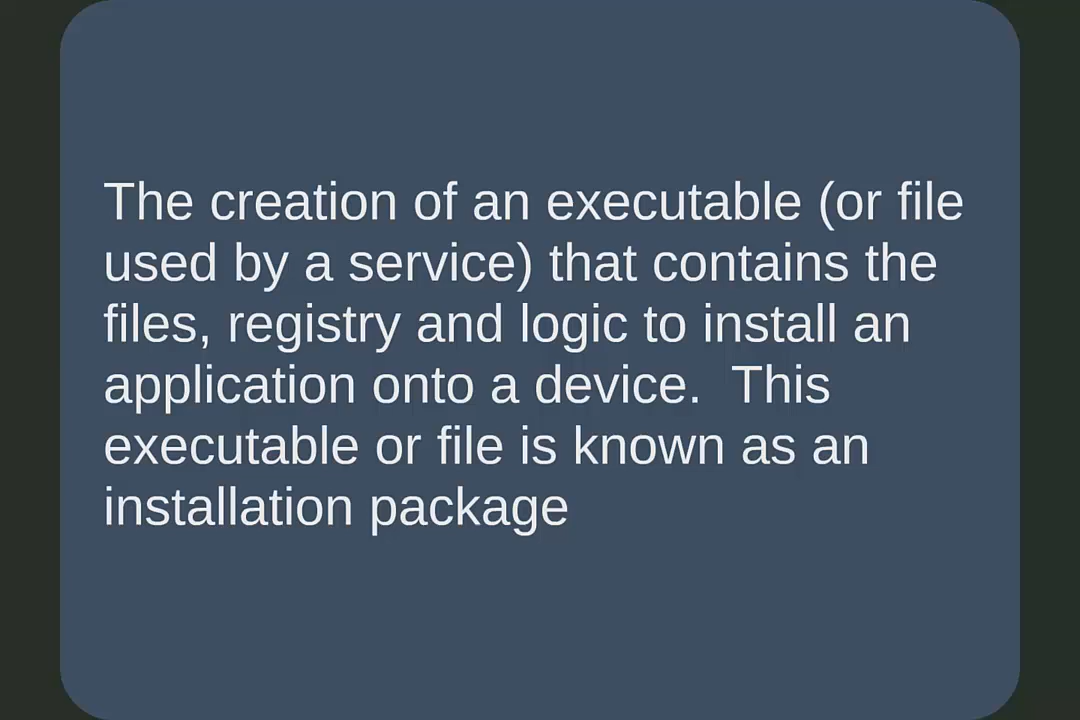 The creation of an executable (or file
used by a service) that contains the
files, registry and logic to install an
application onto a device.  This
executable or file is known as an
installation package